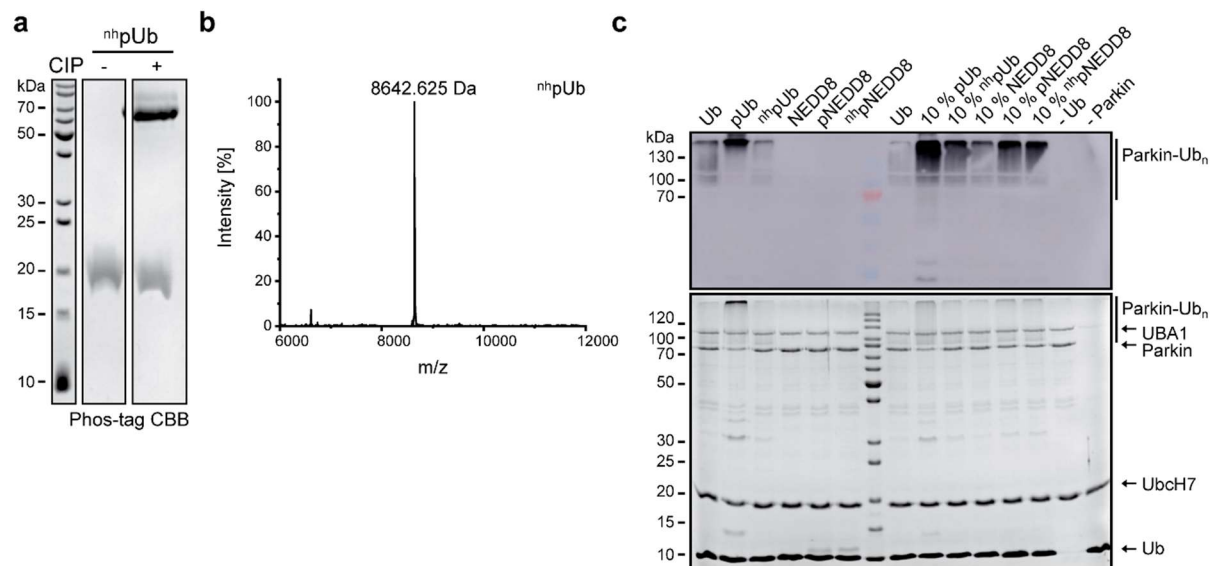 a
nhpUb
CIP - +
kDa
70
50
30
25
20
15
10
Phos-tag CBB
b
8642.625 Da
nhpUb
Intensity [%]
100
80
60
40
20
0
6000 8000 10000 12000
m/z
c
Ub pUb nhpUb NEDD8 pNEDD8 nhpNEDD8 Ub 10 % pUb 10 % nhpUb 10 % NEDD8 10 % pNEDD8 10 % nhpNEDD8 - Ub - Parkin
kDa
130
100
70
Parkin-Ubn
120
100
70
50
30
25
20
15
10
Parkin-Ubn
UBA1
Parkin
UbcH7
Ub